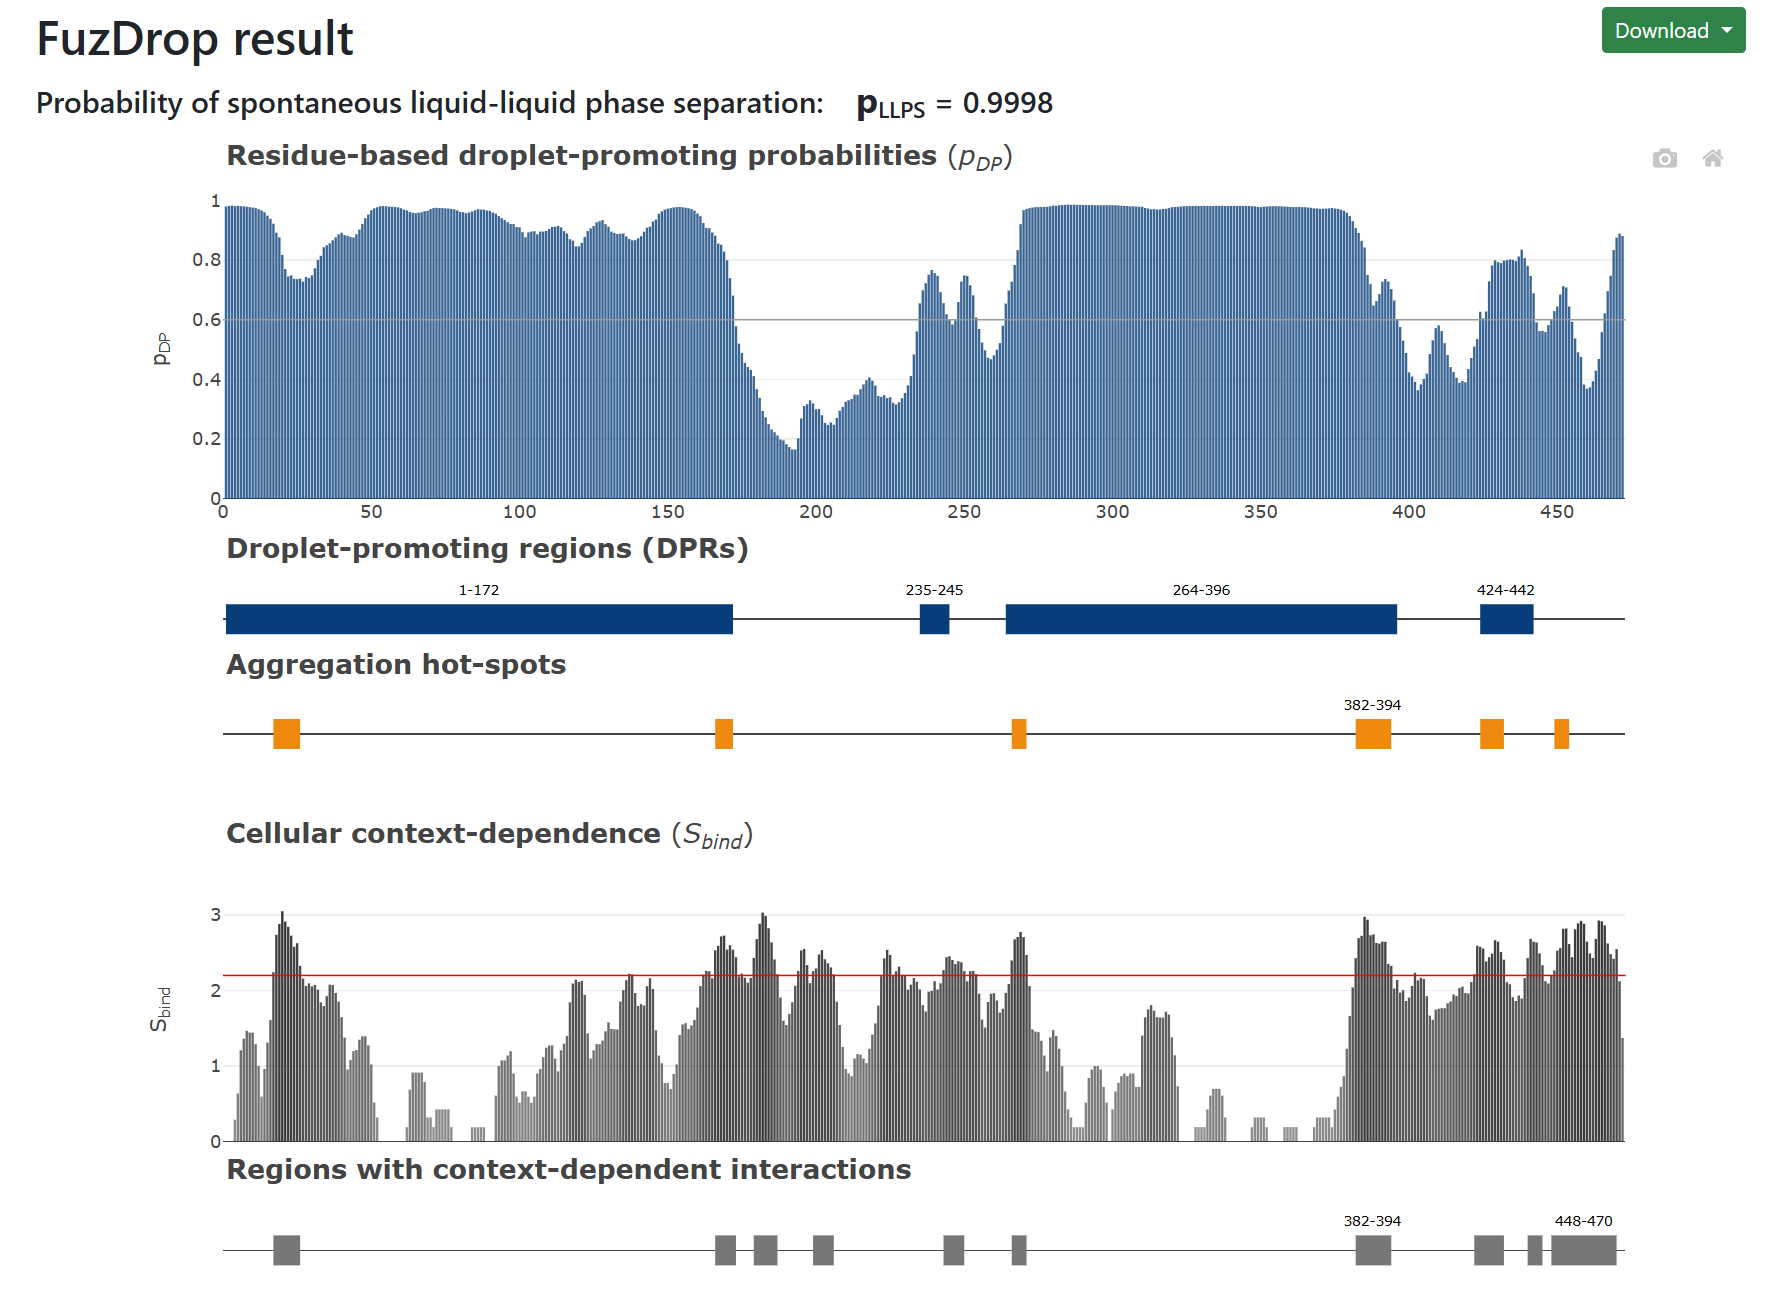 FuzDrop result
Download
Probability of spontaneous liquid-liquid phase separation: pLLPS = 0.9998
Residue-based droplet-promoting probabilities (pDP)
1
0.8
0.6
0.4
0.2
0
pDP
0 50 100 150 200 250 300 350 400 450
Droplet-promoting regions (DPRs)
1-172 235-245 264-396 424-442
Aggregation hot-spots
382-394
Cellular context-dependence (Sbind)
3
2
1
0
Sbind
Regions with context-dependent interactions
382-394 448-470